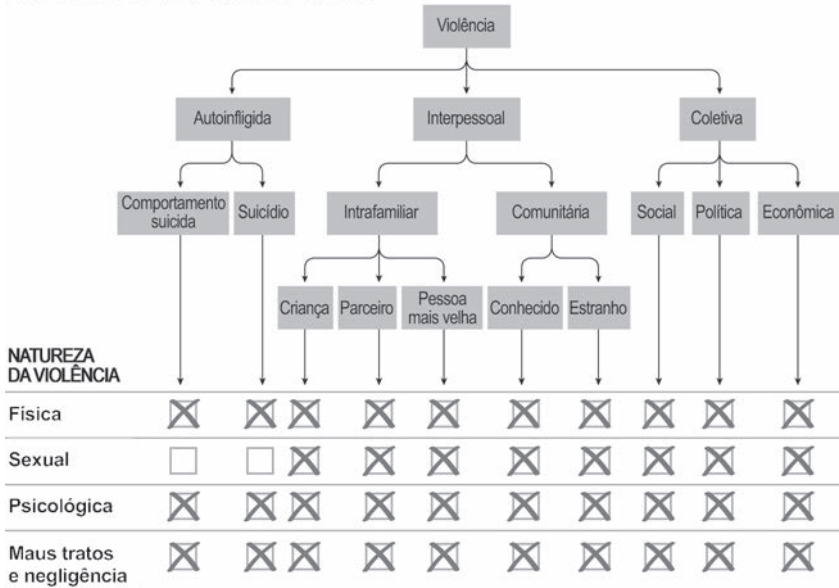 Violência
Autoinfligida
Interpessoal
Coletiva
Comportamento
suicida
Suicídio
Intrafamiliar
Comunitária
Social
Política
Econômica
Criança
Parceiro
Pessoa
mais velha
Conhecido
Estranho
NATUREZA
DA VIOLÊNCIA
Física
Sexual
Psicológica
Maus tratos
e negligência